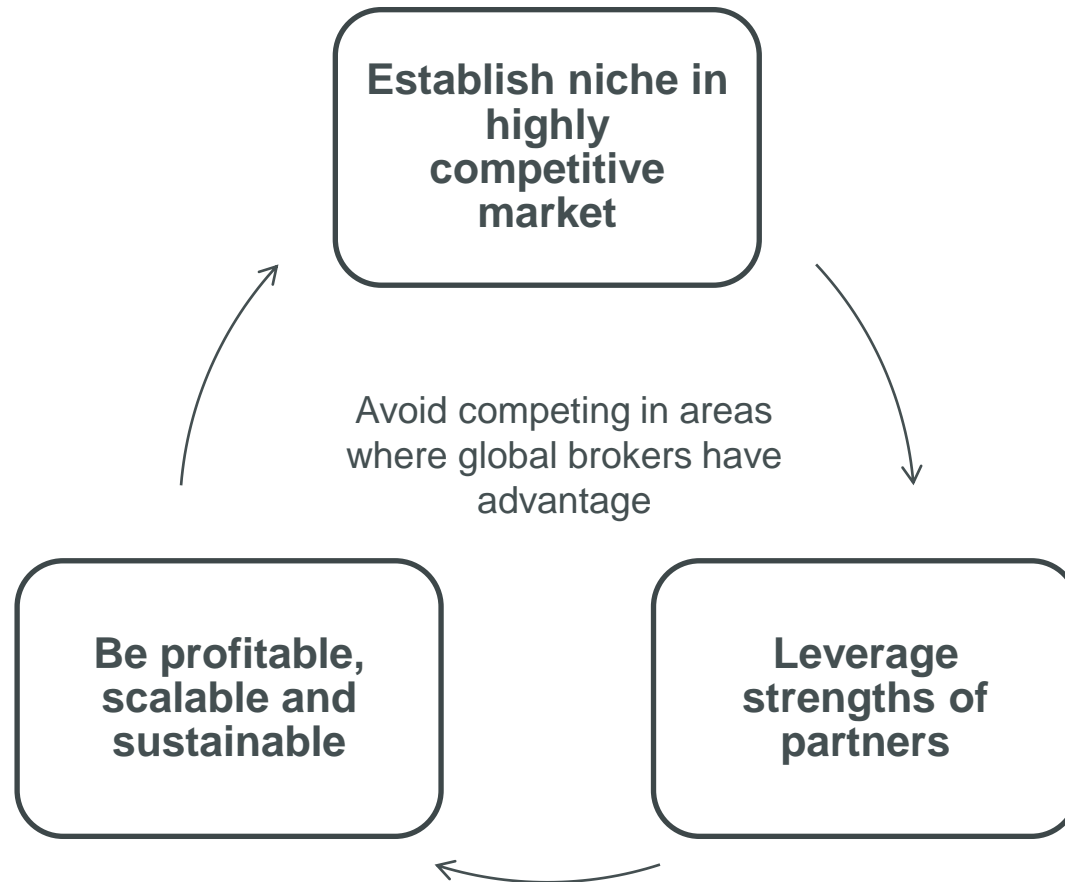 Establish niche in
highly
competitive
market
Avoid competing in areas
where global brokers have
advantage
Be profitable,
scalable and
sustainable
Leverage
strengths of
partners